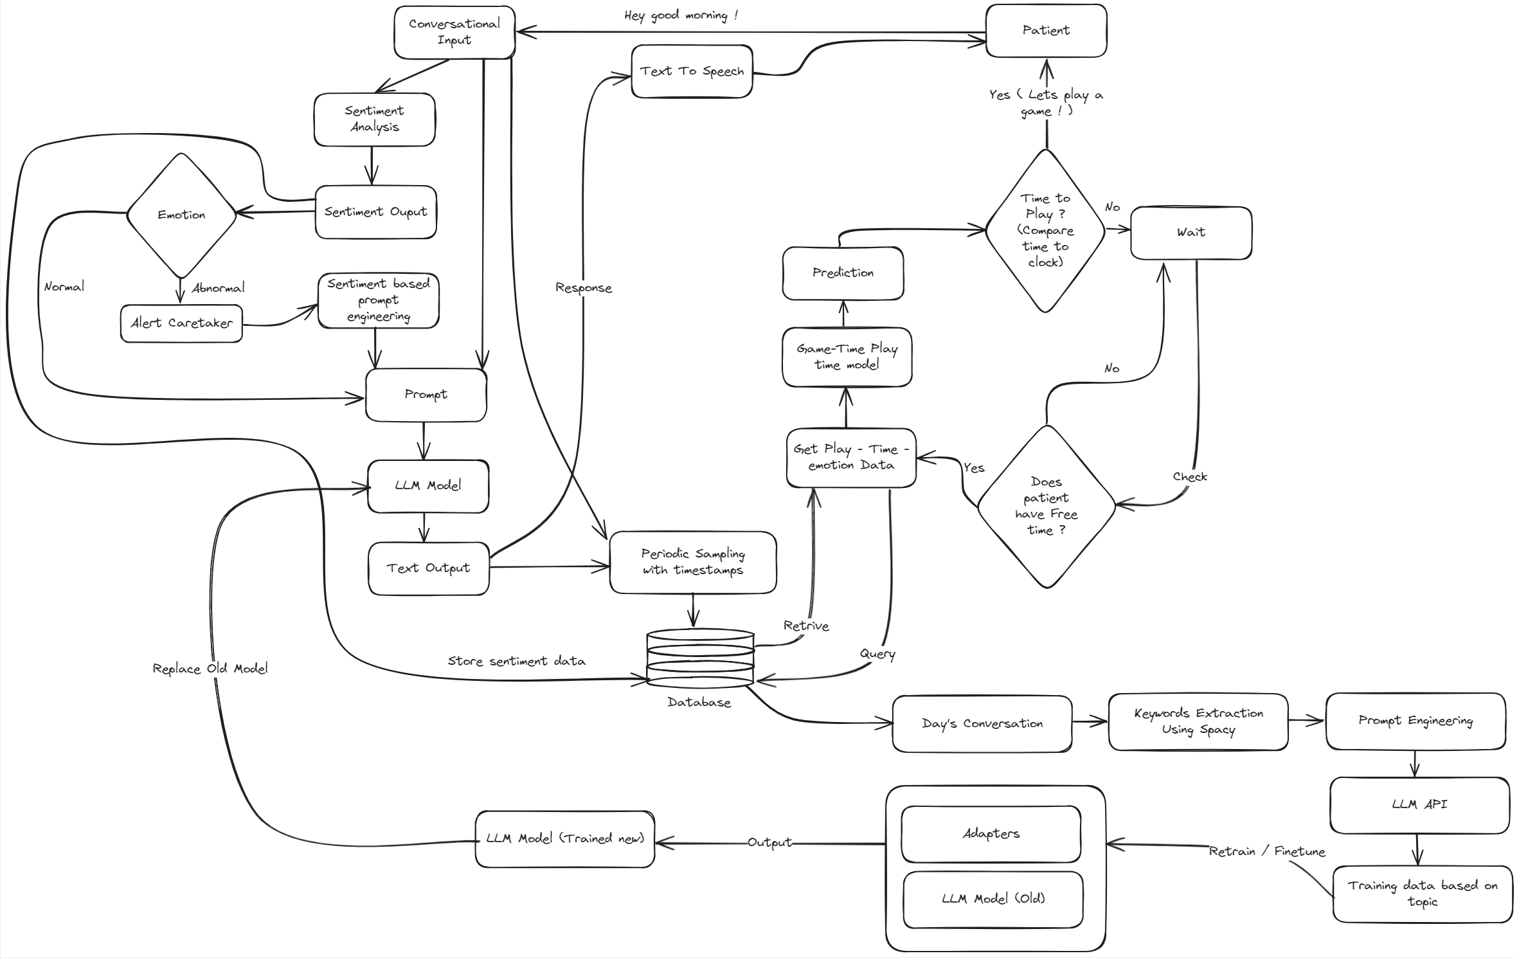 Hey good morning !
Conversational
Input
Patient
Text To Speech
Yes ( Lets play a
game ! )
Sentiment
Analysis
Emotion
Sentiment Ouput
Time to
Play ?
(Compare
time to
clock)
No
Wait
Normal
Abnormal
Sentiment based
prompt
engineering
Alert Caretaker
Response
Prediction
Game-Time Play
time model
No
Prompt
Get Play - Time -
emotion Data
Yes
Check
LLM Model
Does
patient
have Free
time ?
Text Output
Periodic Sampling
with timestamps
Retrive
Query
Replace Old Model
Store sentiment data
Database
Day's Conversation
Keywords Extraction
Using Spacy
Prompt Engineering
LLM API
LLM Model (Trained new)
Output
Adapters
Retrain / Finetune
LLM Model (Old)
Training data based on
topic